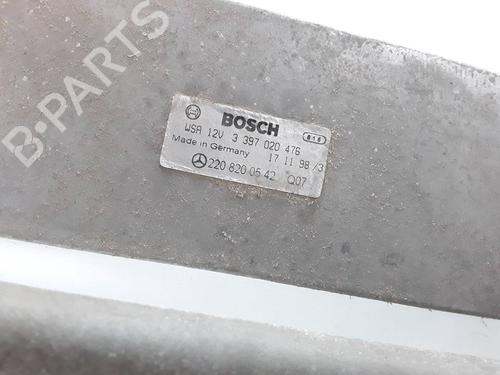 B-PARTS
BOSCH
WSA 12V 3 397 020 476 816
Made in Germany 17 11 98 /3
220 820 05 42 Q07